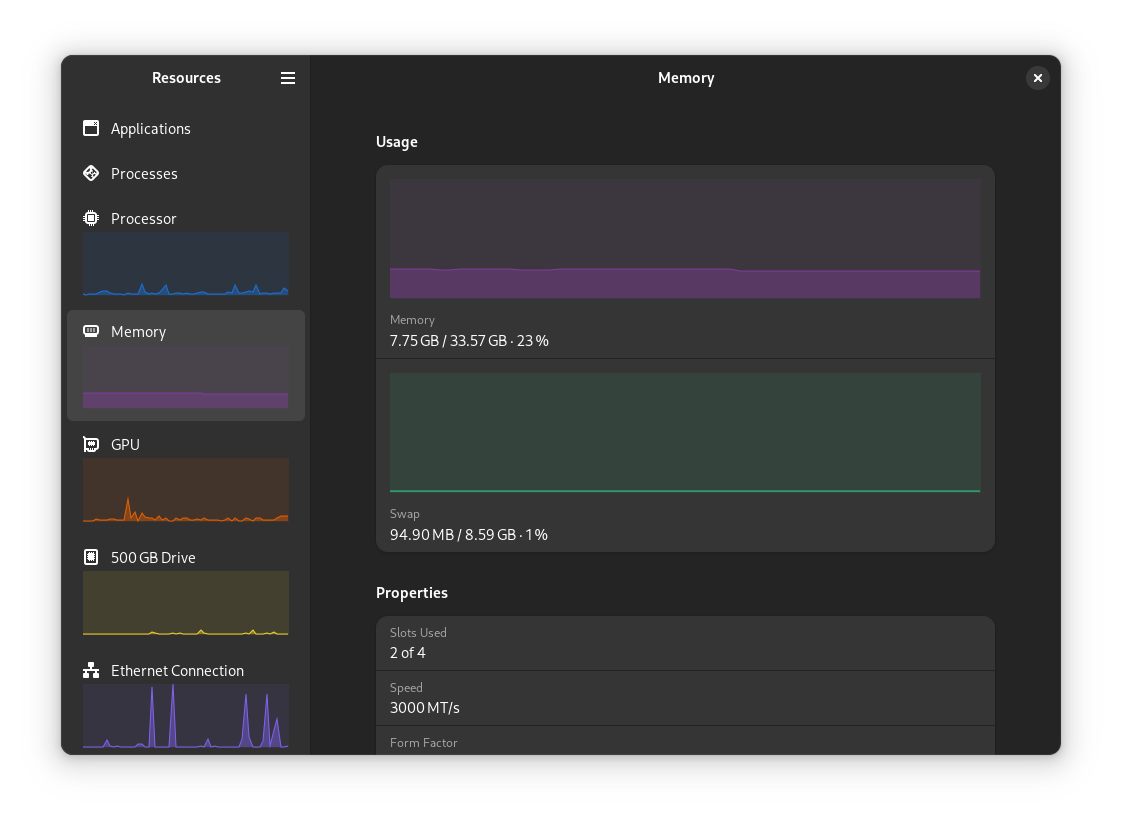 Resources
Applications
Processes
Processor
Memory
GPU
500 GB Drive
Ethernet Connection
Memory
Usage
Memory
7.75 GB / 33.57 GB · 23 %
Swap
94.90 MB / 8.59 GB · 1 %
Properties
Slots Used
2 of 4
Speed
3000 MT/s
Form Factor